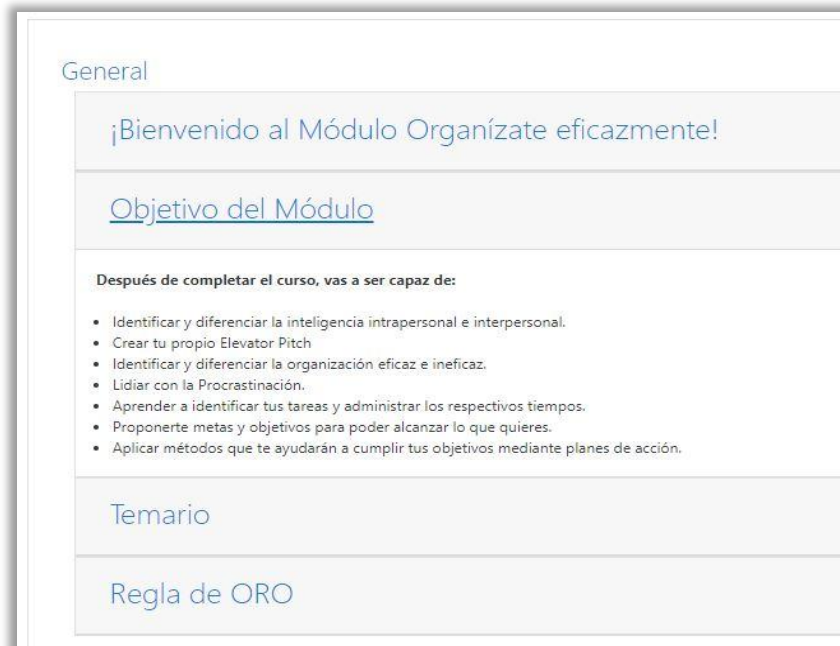 General
¡Bienvenido al Módulo Organízate eficazmente!
Objetivo del Módulo
Después de completar el curso, vas a ser capaz de:
• Identificar y diferenciar la inteligencia intrapersonal e interpersonal.
• Crear tu propio Elevator Pitch
• Identificar y diferenciar la organización eficaz e ineficaz.
• Lidiar con la Procrastinación.
• Aprender a identificar tus tareas y administrar los respectivos tiempos.
• Proponerte metas y objetivos para poder alcanzar lo que quieres.
• Aplicar métodos que te ayudarán a cumplir tus objetivos mediante planes de acción.
Temario
Regla de ORO